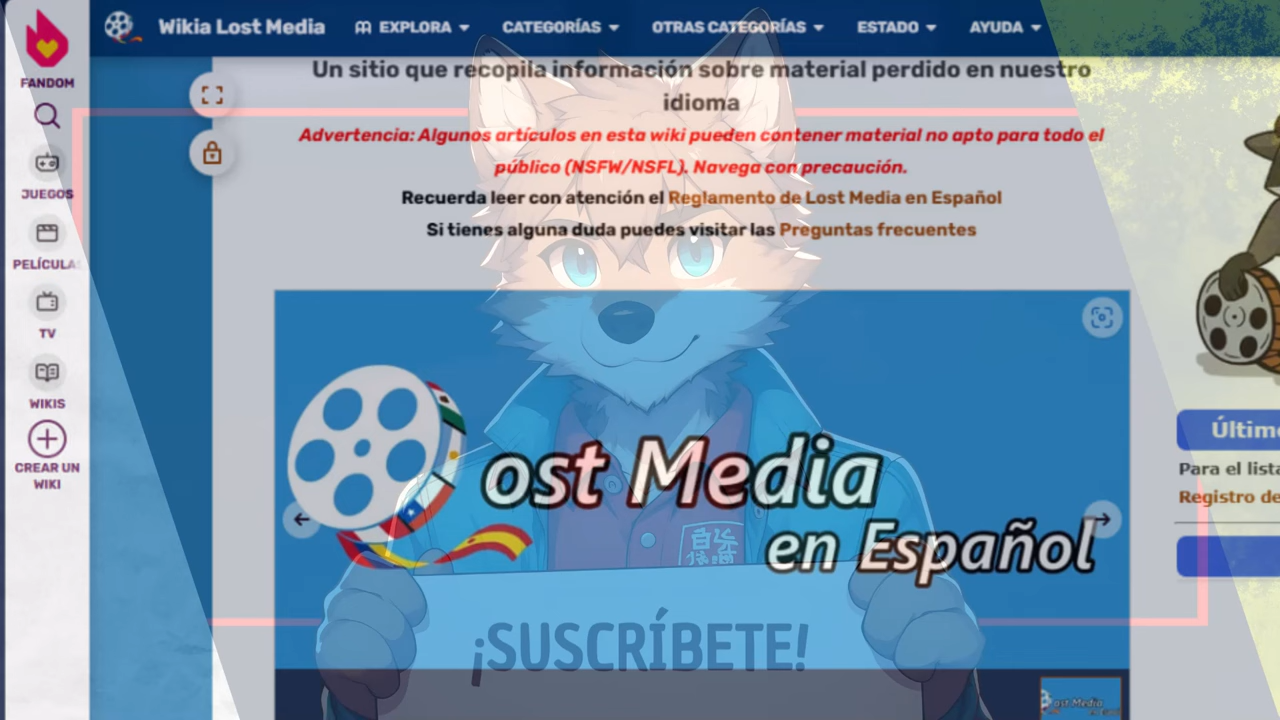 Wikia Lost Media
EXPLORA
CATEGORÍAS
OTRAS CATEGORÍAS
ESTADO
AYUDA
FANDOM
JUEGOS
PELÍCULA
TV
WIKIS
CREAR UN
WIKI
Un sitio que recopila información sobre material perdido en nuestro
idioma
Advertencia: Algunos artículos en esta wiki pueden contener material no apto para todo el
público (NSFW/NSFL). Navega con precaución.
Recuerda leer con atención el Reglamento de Lost Media en Español
Si tienes alguna duda puedes visitar las Preguntas frecuentes
ost Media
en Español
¡SUSCRÍBETE!
Último
Para el lista
Registro de
ost Media